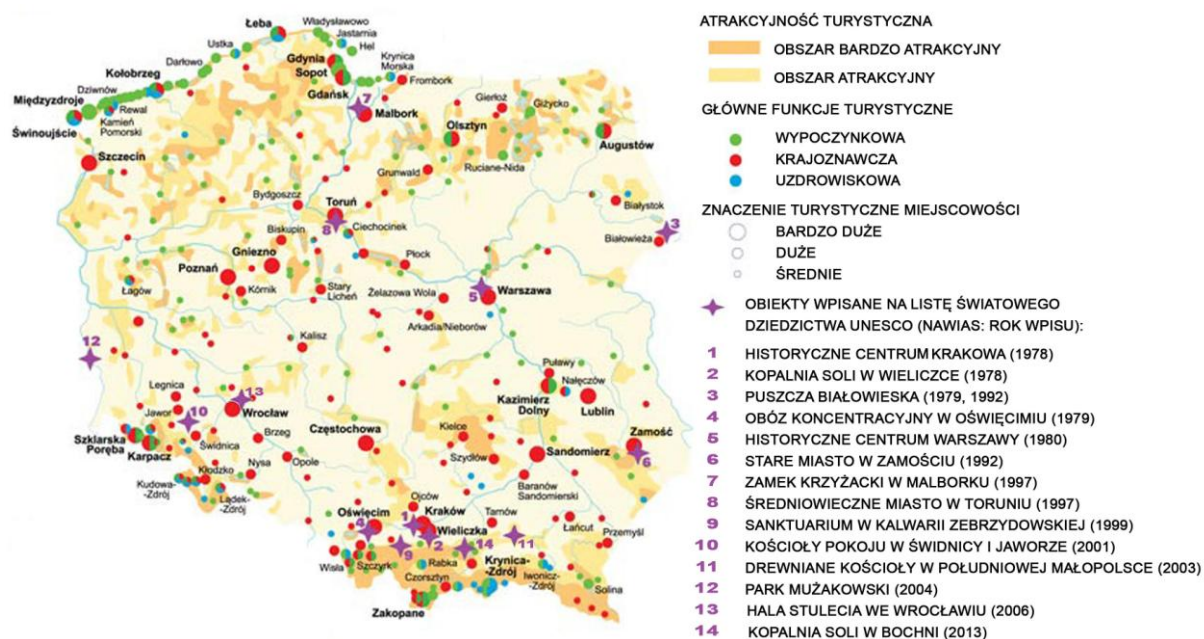 Łeba
Władysławowo
Jastarnia
Hel
Ustka
Gdynia
Sopot
Krynica
Morska
Darłowo
Kołobrzeg
Frombork
Dziwnów
Gdańsk
Międzyzdroje
Rewal
7
Malbork
Gierłoż
Giżycko
Świnoujście
Kamień
Pomorski
Olsztyn
Augustów
Szczecin
Ruciane-Nida
Grunwald
Bydgoszcz
Toruń
Białystok
8
Ciechocinek
3
Biskupin
Białowieża
Gniezno
Płock
Poznań
Łagów
Kórnik
Stary
Licheń
Żelazowa Wola
5
Warszawa
Arkadia/Nieborów
12
Kalisz
Puławy
Legnica
13
Nałęczów
Jawor
10
Wrocław
Kazimierz
Dolny
Lublin
Szklarska
Poręba
Karpacz
Świdnica
Brzeg
Częstochowa
Kielce
Zamość
Opole
Szydłów
Sandomierz
6
Kłodzko
Nysa
Kudowa-
-Zdrój
Lądek-
-Zdrój
Baranów
Sandomierski
Ojców
Oświęcim
Kraków
Tarnów
Łańcut
4
1
Wieliczka
Przemyśl
2
14
11
9
Wisła
Szczyrk
Rabka
Krynica-
-Zdrój
Iwonicz-
-Zdrój
Czorsztyn
Solina
Zakopane
ATRAKCYJNOŚĆ TURYSTYCZNA
OBSZAR BARDZO ATRAKCYJNY
OBSZAR ATRAKCYJNY
GŁÓWNE FUNKCJE TURYSTYCZNE
WYPOCZYNKOWA
KRAJOZNAWCZA
UZDROWISKOWA
ZNACZENIE TURYSTYCZNE MIEJSCOWOŚCI
BARDZO DUŻE
DUŻE
ŚREDNIE
OBIEKTY WPISANE NA LISTĘ ŚWIATOWEGO
DZIEDZICTWA UNESCO (NAWIAS: ROK WPISU):
1 HISTORYCZNE CENTRUM KRAKOWA (1978)
2 KOPALNIA SOLI W WIELICZCE (1978)
3 PUSZCZA BIAŁOWIESKA (1979, 1992)
4 OBÓZ KONCENTRACYJNY W OŚWIĘCIMIU (1979)
5 HISTORYCZNE CENTRUM WARSZAWY (1980)
6 STARE MIASTO W ZAMOŚCIU (1992)
7 ZAMEK KRZYŻACKI W MALBORKU (1997)
8 ŚREDNIOWIECZNE MIASTO W TORUNIU (1997)
9 SANKTUARIUM W KALWARII ZEBRZYDOWSKIEJ (1999)
10 KOŚCIOŁY POKOJU W ŚWIDNICY I JAWORZE (2001)
11 DREWNIANE KOŚCIOŁY W POŁUDNIOWEJ MAŁOPOLSCE (2003)
12 PARK MUŻAKOWSKI (2004)
13 HALA STULECIA WE WROCŁAWIU (2006)
14 KOPALNIA SOLI W BOCHNI (2013)